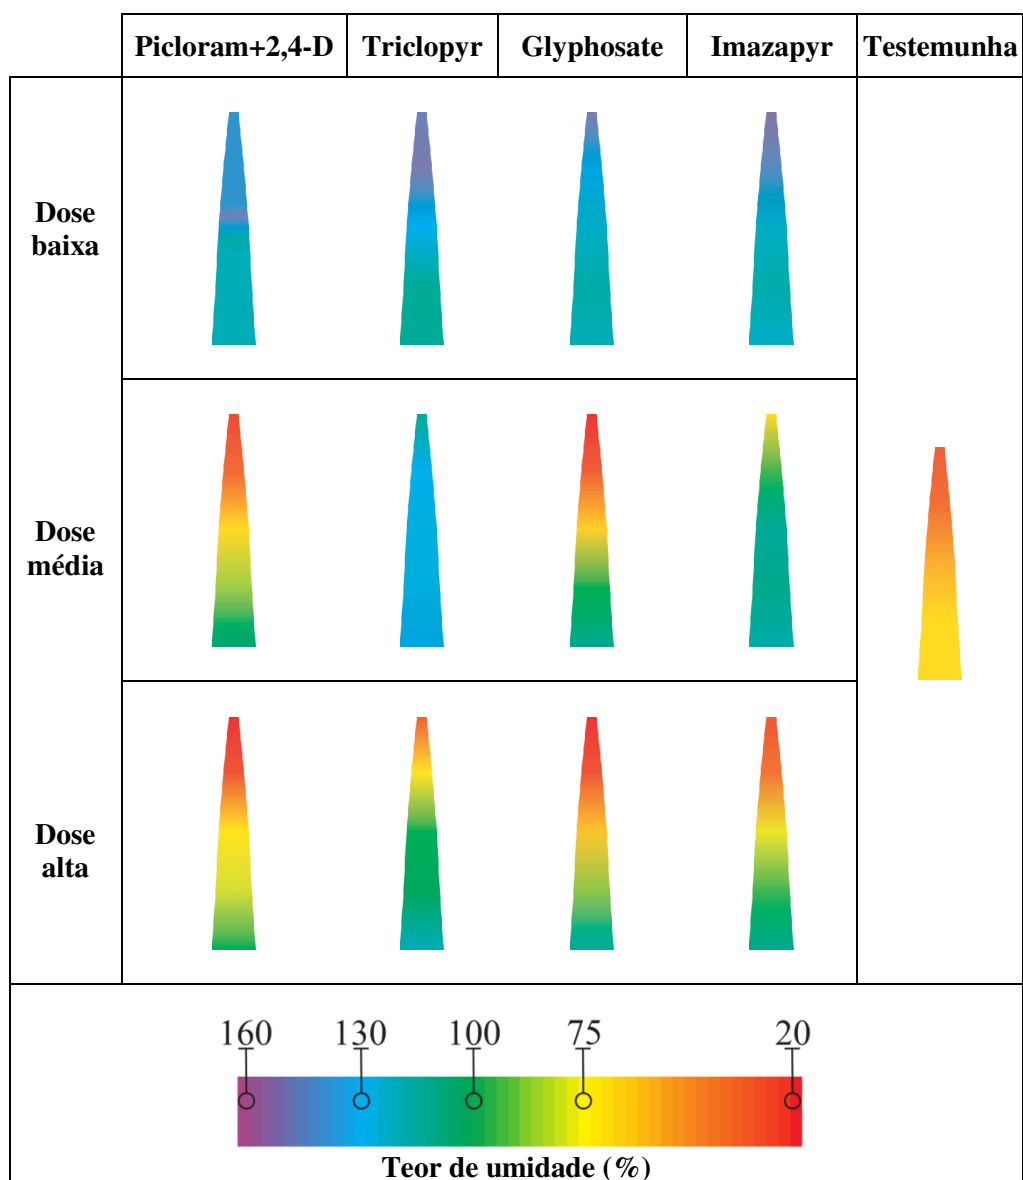 Picloram+2,4-D Triclopyr Glyphosate Imazapyr Testemunha
Dose
baixa
Dose
média
Dose
alta
160 130 100 75 20
Teor de umidade (%)